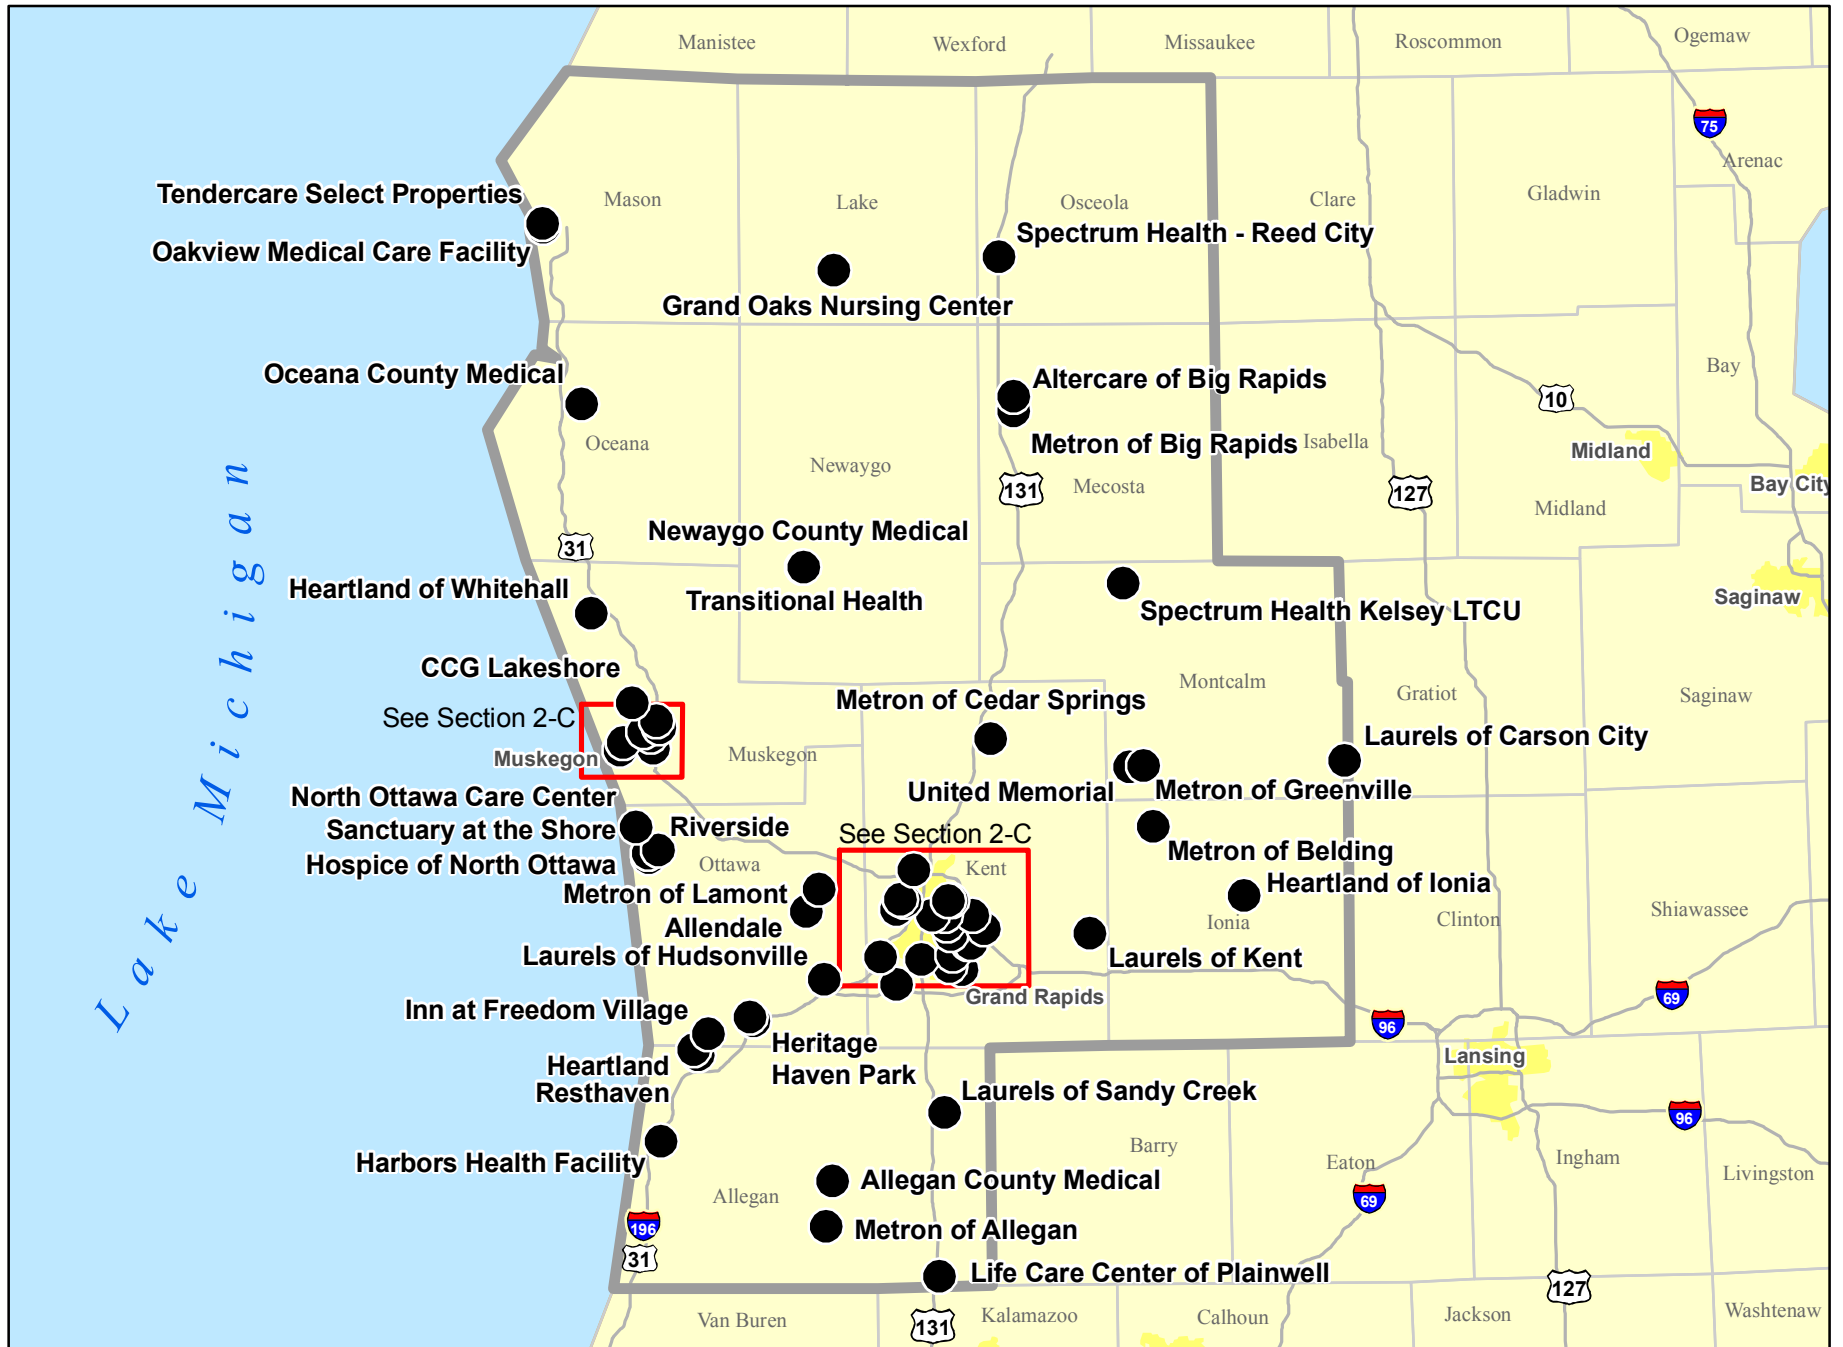 Manistee
Wexford
Missaukee
Roscommon
Ogemaw
75
Arenac
Tendercare Select Properties
Mason
Lake
Osceola
Clare
Gladwin
Oakview Medical Care Facility
Spectrum Health - Reed City
Grand Oaks Nursing Center
Oceana County Medical
Altercare of Big Rapids
Bay
10
Oceana
Metron of Big Rapids
Isabella
Midland
Newaygo
131
Mecosta
127
Bay City
Midland
Newaygo County Medical
31
Heartland of Whitehall
Transitional Health
Spectrum Health Kelsey LTCU
Saginaw
CCG Lakeshore
Montcalm
Gratiot
Saginaw
See Section 2-C
Metron of Cedar Springs
Laurels of Carson City
Muskegon
Muskegon
Lake Michigan
United Memorial
Metron of Greenville
North Ottawa Care Center
Sanctuary at the Shore
Riverside
See Section 2-C
Metron of Belding
Hospice of North Ottawa
Ottawa
Kent
Heartland of Ionia
Metron of Lamont
Ionia
Clinton
Shiawassee
Allendale
Laurels of Hudsonville
Laurels of Kent
Grand Rapids
69
Inn at Freedom Village
96
Heritage
Haven Park
Lansing
Heartland
Resthaven
Laurels of Sandy Creek
96
Harbors Health Facility
Barry
Eaton
Ingham
Livingston
Allegan County Medical
Allegan
69
196
Metron of Allegan
31
Life Care Center of Plainwell
127
Van Buren
131
Kalamazoo
Calhoun
Jackson
Washtenaw